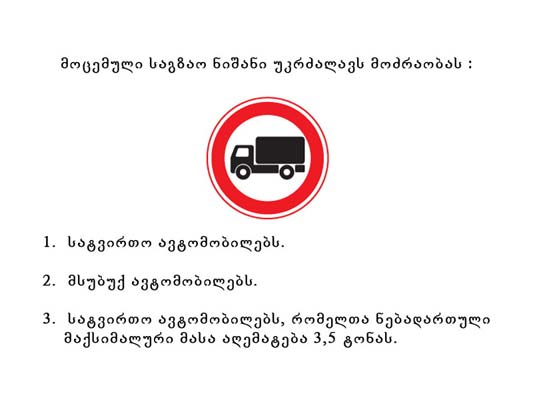 მოცემული საგზაო ნიშანი უკრძალავს მოძრაობას :
1. სატვირთო ავტომობილებს.
2. მსუბუქ ავტომობილებს.
3. სატვირთო ავტომობილებს, რომელთა ნებადართული
მაქსიმალური მასა აღემატება 3,5 ტონას.